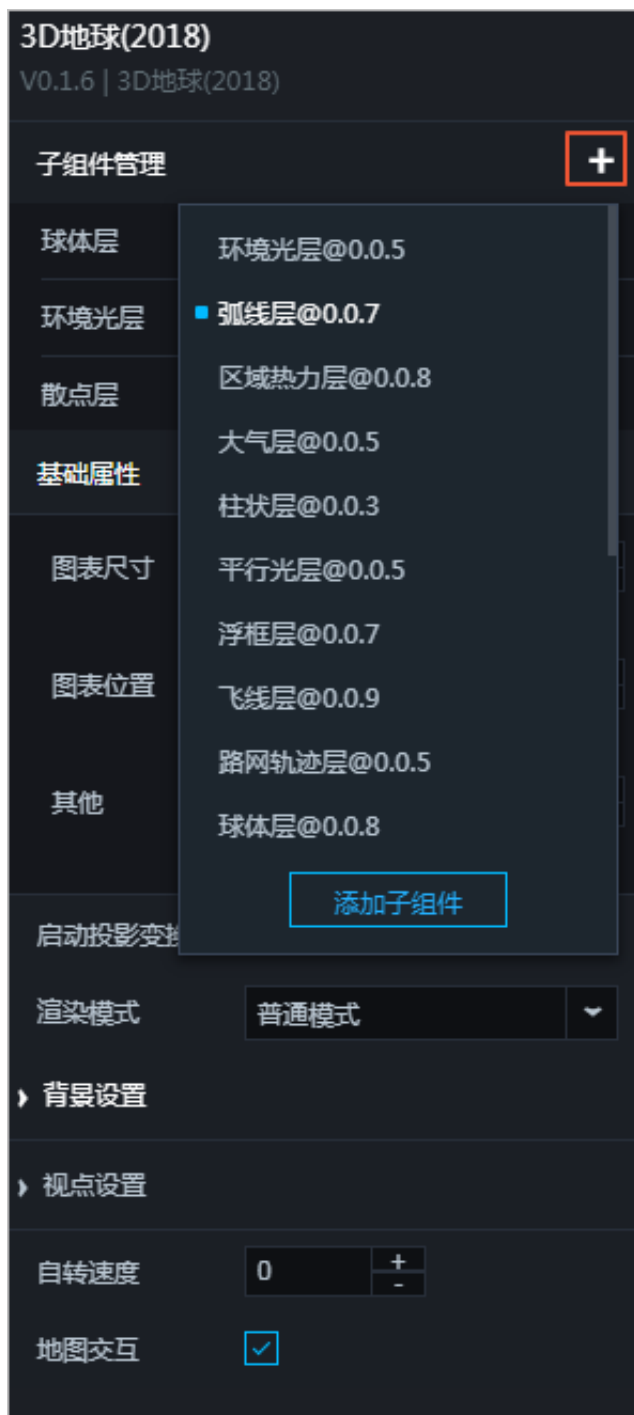 3D地球(2018)
V0.1.6 | 3D地球(2018)
子组件管理 +
球体层
环境光层
散点层
基础属性
图表尺寸
图表位置
其他
环境光层@0.0.5
弧线层@0.0.7
区域热力层@0.0.8
大气层@0.0.5
柱状层@0.0.3
平行光层@0.0.5
浮框层@0.0.7
飞线层@0.0.9
路网轨迹层@0.0.5
球体层@0.0.8
添加子组件
启动投影变
渲染模式 普通模式
背景设置
视点设置
自转速度 0 + -
地图交互